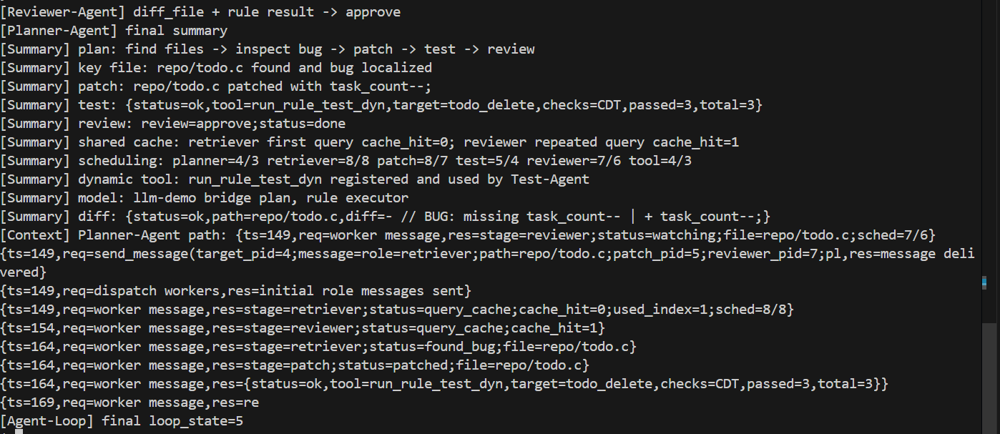 [Reviewer-Agent] diff_file + rule result -> approve
[Planner-Agent] final summary
[Summary] plan: find files -> inspect bug -> patch -> test -> review
[Summary] key file: repo/todo.c found and bug localized
[Summary] patch: repo/todo.c patched with task_count--;
[Summary] test: {status=ok,tool=run_rule_test_dyn,target=todo_delete,checks=CDT,passed=3,total=3}
[Summary] review: review=approve;status=done
[Summary] shared cache: retriever first query cache_hit=0; reviewer repeated query cache_hit=1
[Summary] scheduling: planner=4/3 retriever=8/8 patch=8/7 test=5/4 reviewer=7/6 tool=4/3
[Summary] dynamic tool: run_rule_test_dyn registered and used by Test-Agent
[Summary] model: llm-demo bridge plan, rule executor
[Summary] diff: {status=ok,path=repo/todo.c,diff=- // BUG: missing task_count-- | + task_count--;}
[Context] Planner-Agent path: {ts=149,req=worker message,res=stage=reviewer;status=watching;file=repo/todo.c;sched=7/6}
{ts=149,req=send_message(target_pid=4;message=role=retriever;path=repo/todo.c;patch_pid=5;reviewer_pid=7;pl,res=message deli
vered}
{ts=149,req=dispatch workers,res=initial role messages sent}
{ts=149,req=worker message,res=stage=retriever;status=query_cache;cache_hit=0;used_index=1;sched=8/8}
{ts=154,req=worker message,res=stage=reviewer;status=query_cache;cache_hit=1}
{ts=164,req=worker message,res=stage=retriever;status=found_bug;file=repo/todo.c}
{ts=164,req=worker message,res=stage=patch;status=patched;file=repo/todo.c}
{ts=164,req=worker message,res={status=ok,tool=run_rule_test_dyn,target=todo_delete,checks=CDT,passed=3,total=3}}
{ts=169,req=worker message,res=re
[Agent-Loop] final loop_state=5